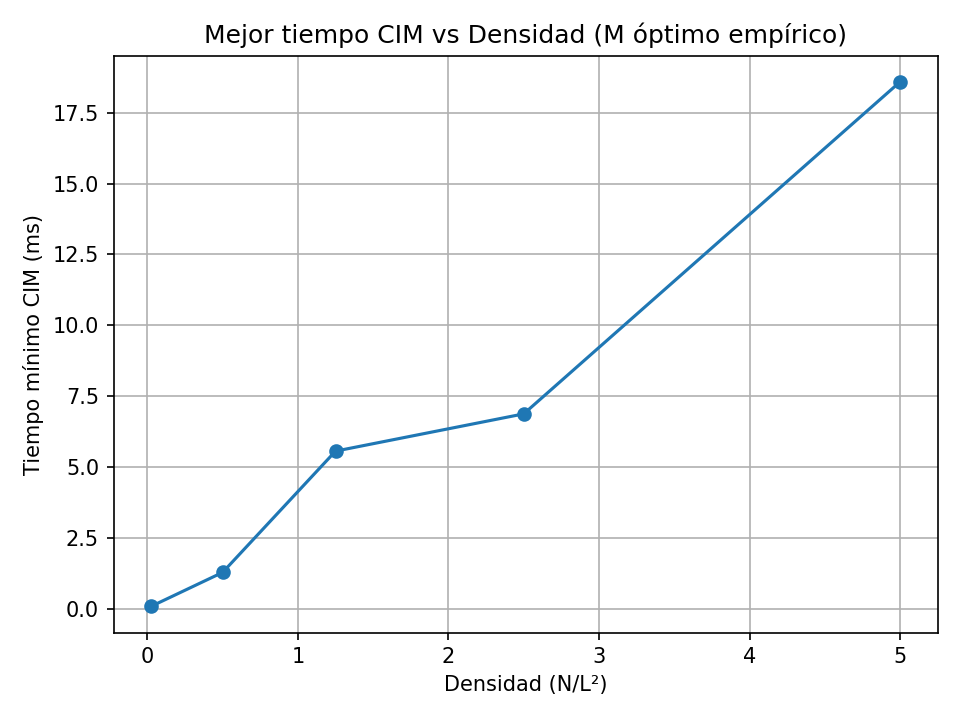 Mejor tiempo CIM vs Densidad (M óptimo empírico)
Tiempo mínimo CIM (ms)
17.5
15.0
12.5
10.0
7.5
5.0
2.5
0.0
0 1 2 3 4 5
Densidad (N/L²)